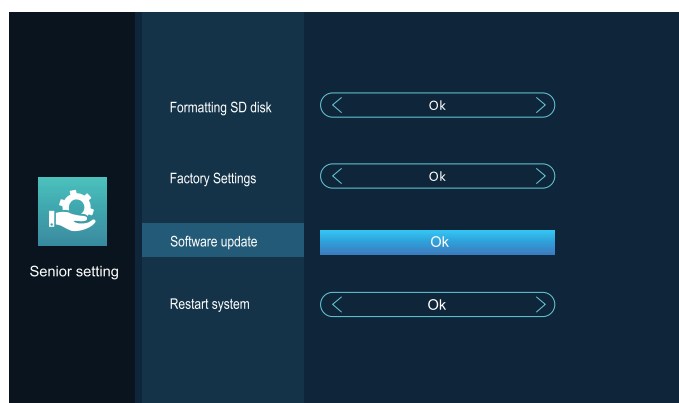 Formatting SD disk
Ok
Factory Settings
Ok
Software update
Ok
Senior setting
Restart system
Ok